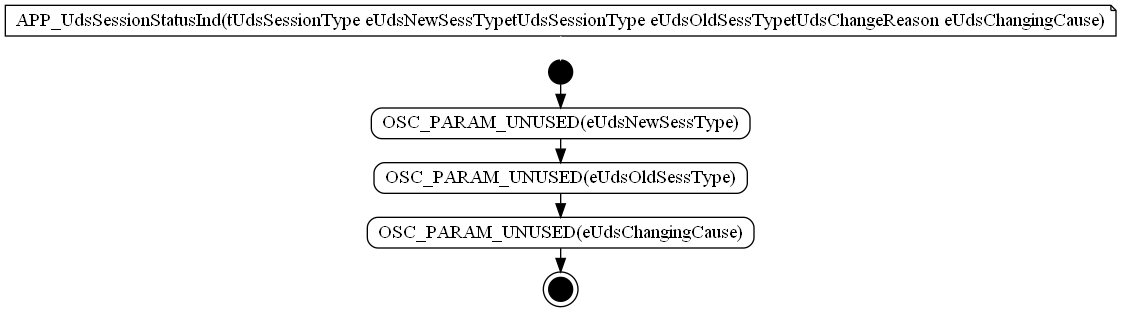 APP_UdsSessionStatusInd(tUdsSessionType eUdsNewSessTypetUdsSessionType eUdsOldSessTypetUdsChangeReason eUdsChangingCause)
OSC_PARAM_UNUSED(eUdsNewSessType)
OSC_PARAM_UNUSED(eUdsOldSessType)
OSC_PARAM_UNUSED(eUdsChangingCause)